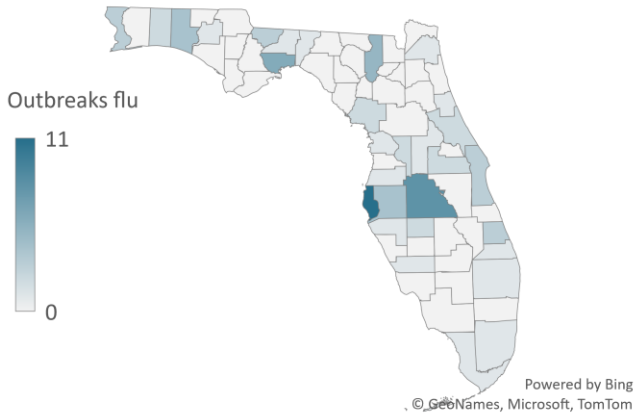 Outbreaks flu
11
0
Powered by Bing
© GeoNames, Microsoft, TomTom